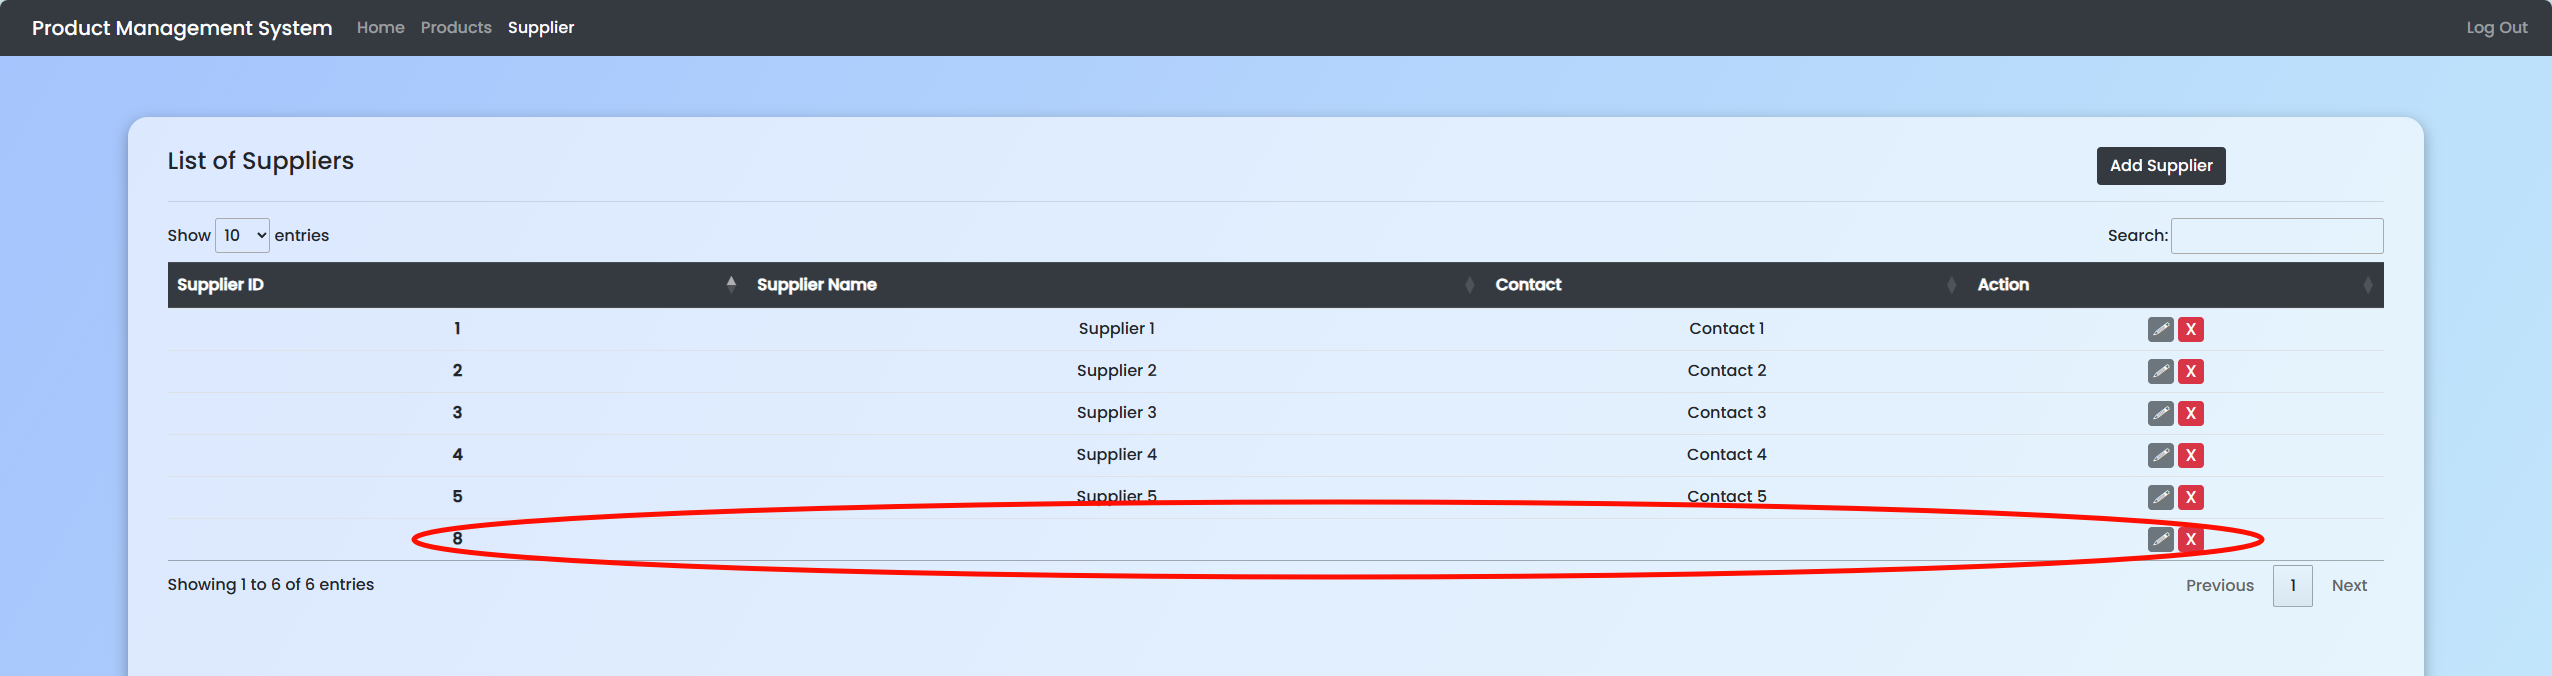 Product Management System Home Products Supplier Log Out
List of Suppliers
Add Supplier
Show 10 entries Search:
Supplier ID Supplier Name Contact Action
1 Supplier 1 Contact 1 X
2 Supplier 2 Contact 2 X
3 Supplier 3 Contact 3 X
4 Supplier 4 Contact 4 X
5 Supplier 5 Contact 5 X
8 X
Showing 1 to 6 of 6 entries Previous 1 Next